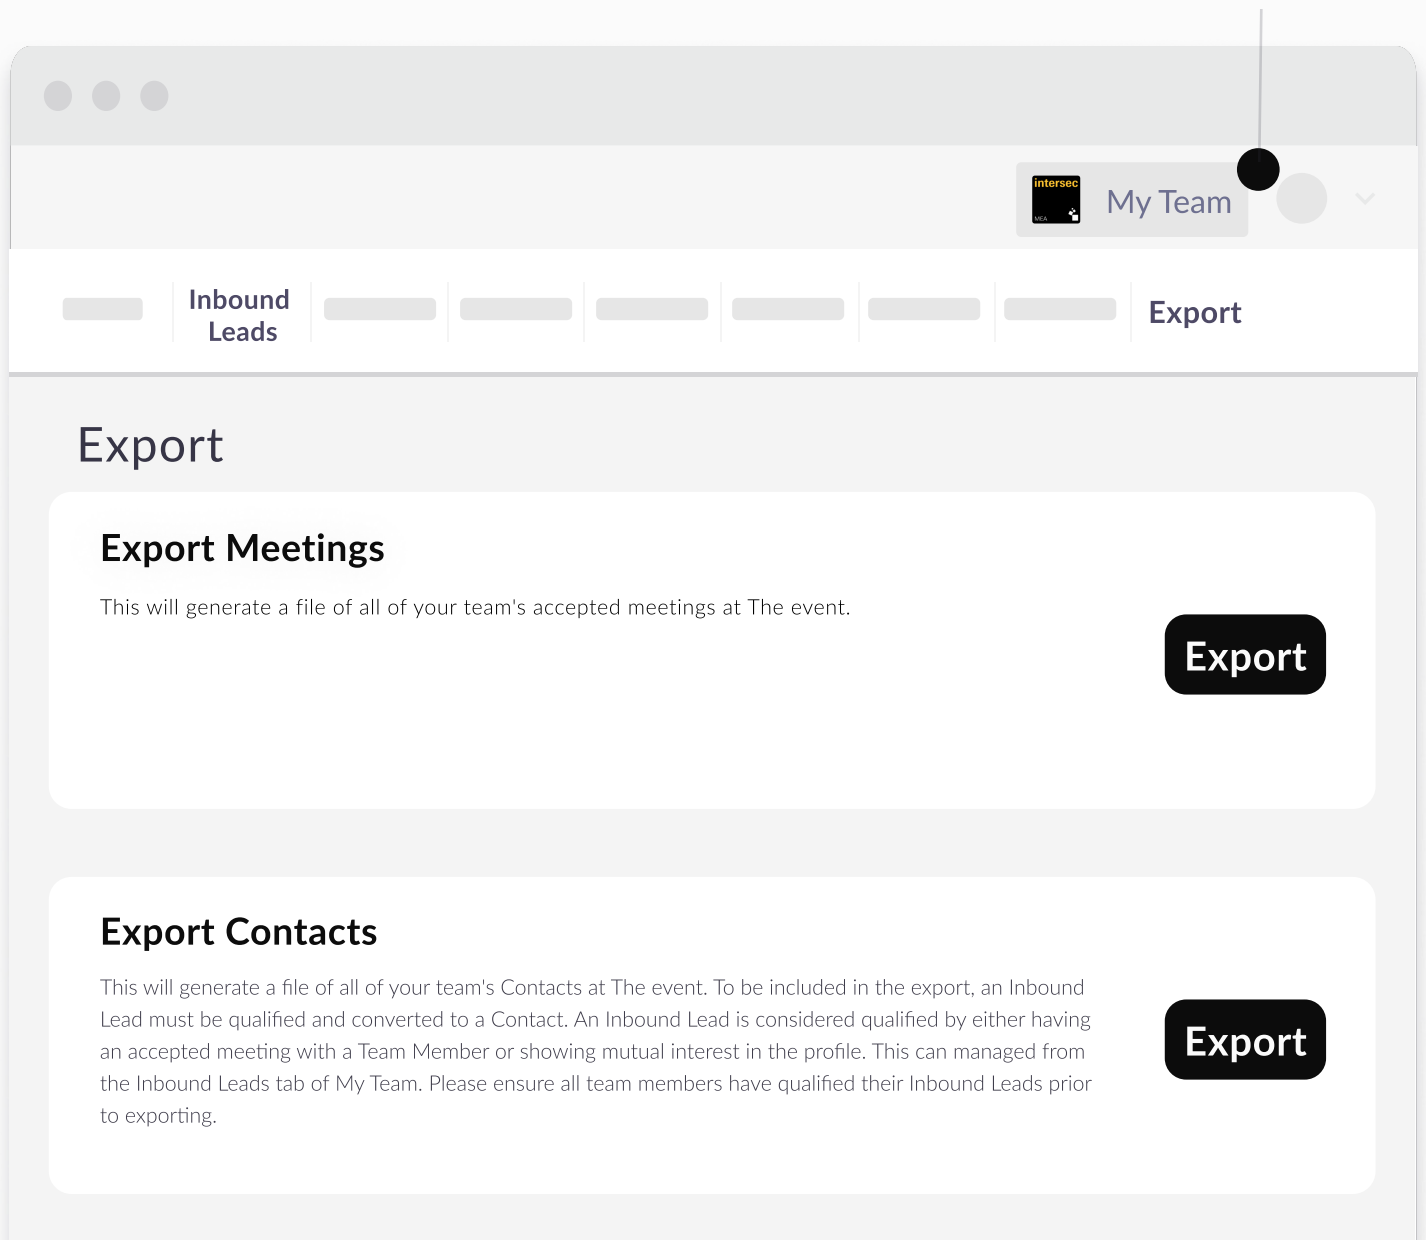 intersec
MEA
My Team
Inbound
Leads
Export
Export
Export Meetings
This will generate a file of all of your team's accepted meetings at The event.
Export
Export Contacts
This will generate a file of all of your team's Contacts at The event. To be included in the export, an Inbound
Lead must be qualified and converted to a Contact. An Inbound Lead is considered qualified by either having
an accepted meeting with a Team Member or showing mutual interest in the profile. This can managed from
the Inbound Leads tab of My Team. Please ensure all team members have qualified their Inbound Leads prior
to exporting.
Export